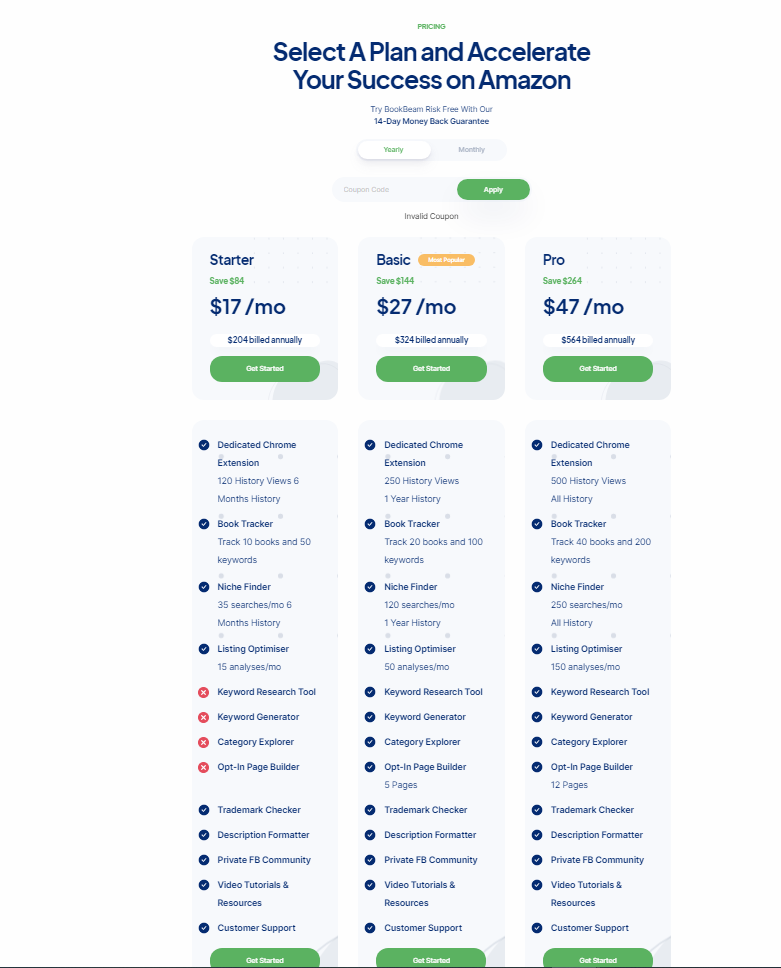 PRICING
Select A Plan and Accelerate
Your Success on Amazon
Try BookBeam Risk Free With Our
14-Day Money Back Guarantee
Yearly
Monthly
Coupon Code
Apply
Invalid Coupon
Starter
Save $84
$17 /mo
$204 billed annually
Get Started
Basic
Most Popular
Save $144
$27 /mo
$324 billed annually
Get Started
Pro
Save $264
$47 /mo
$564 billed annually
Get Started
Dedicated Chrome
Extension
120 History Views 6
Months History
Book Tracker
Track 10 books and 50
keywords
Niche Finder
35 searches/mo 6
Months History
Listing Optimiser
15 analyses/mo
Keyword Research Tool
Keyword Generator
Category Explorer
Opt-In Page Builder
Trademark Checker
Description Formatter
Private FB Community
Video Tutorials &
Resources
Customer Support
Get Started
Dedicated Chrome
Extension
250 History Views
1 Year History
Book Tracker
Track 20 books and 100
keywords
Niche Finder
120 searches/mo
1 Year History
Listing Optimiser
50 analyses/mo
Keyword Research Tool
Keyword Generator
Category Explorer
Opt-In Page Builder
5 Pages
Trademark Checker
Description Formatter
Private FB Community
Video Tutorials &
Resources
Customer Support
Get Started
Dedicated Chrome
Extension
500 History Views
All History
Book Tracker
Track 40 books and 200
keywords
Niche Finder
250 searches/mo
All History
Listing Optimiser
150 analyses/mo
Keyword Research Tool
Keyword Generator
Category Explorer
Opt-In Page Builder
12 Pages
Trademark Checker
Description Formatter
Private FB Community
Video Tutorials &
Resources
Customer Support
Get Started